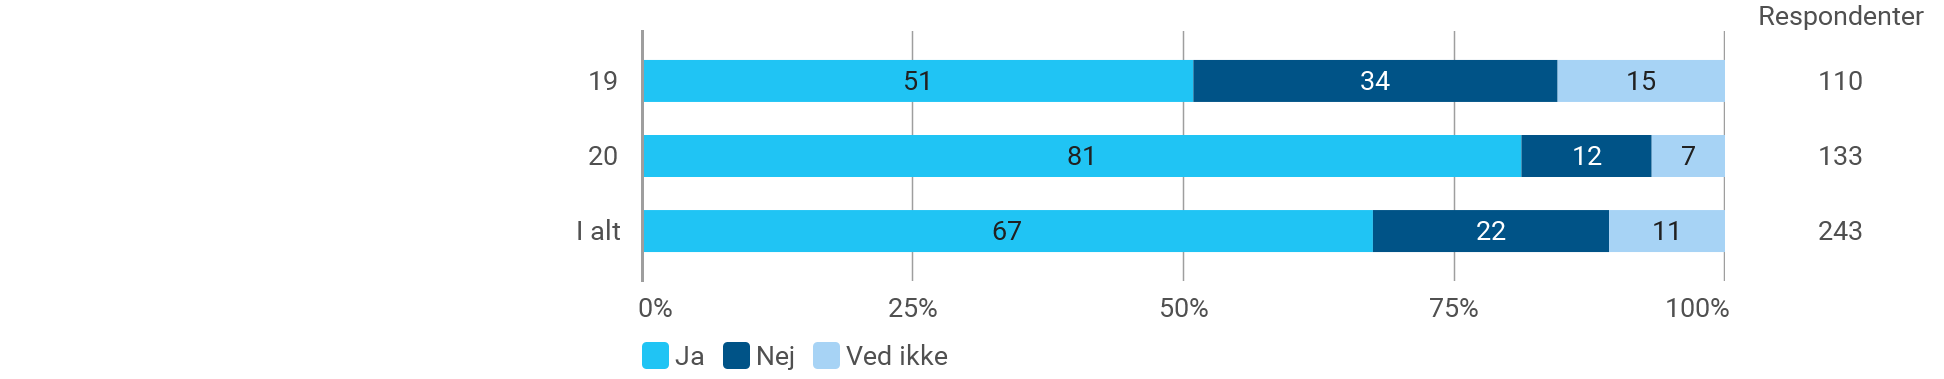 Respondenter
19 51 34 15 110
20 81 12 7 133
I alt 67 22 11 243
0% 25% 50% 75% 100%
Ja Nej Ved ikke